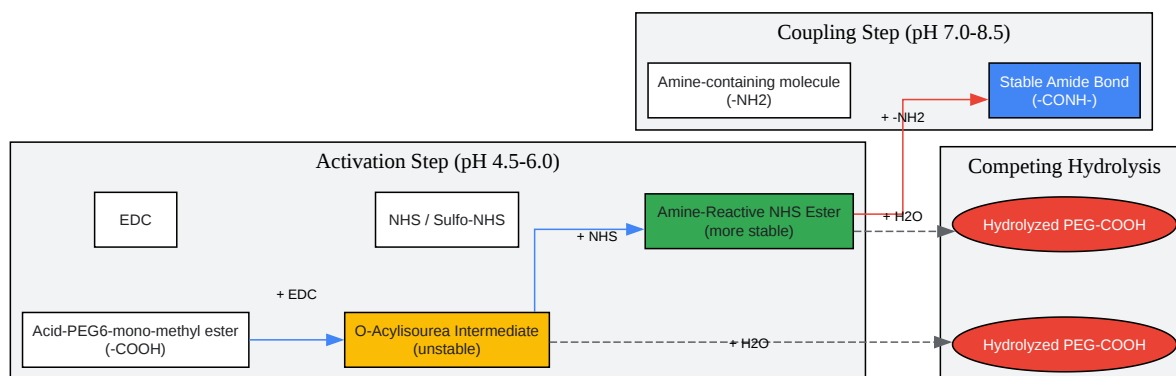 Coupling Step (pH 7.0-8.5)
Amine-containing molecule
(-NH2)
Stable Amide Bond
(-CONH-)
+ -NH2
Activation Step (pH 4.5-6.0)
EDC
NHS / Sulfo-NHS
Amine-Reactive NHS Ester
(more stable)
+ NHS
+ EDC
Acid-PEG6-mono-methyl ester
(-COOH)
O-Acylisourea Intermediate
(unstable)
+ H2O
+ H2O
Competing Hydrolysis
Hydrolyzed PEG-COOH
Hydrolyzed PEG-COOH